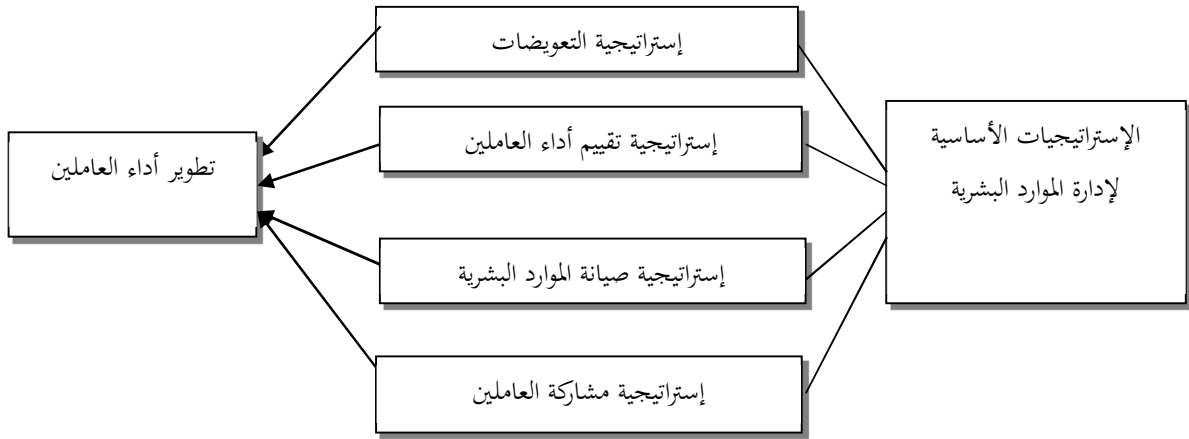 الإستراتيجيات الأساسية
لإدارة الموارد البشرية
إستراتيجية التعويضات
إستراتيجية تقييم أداء العاملين
إستراتيجية صيانة الموارد البشرية
إستراتيجية مشاركة العاملين
تطوير أداء العاملين